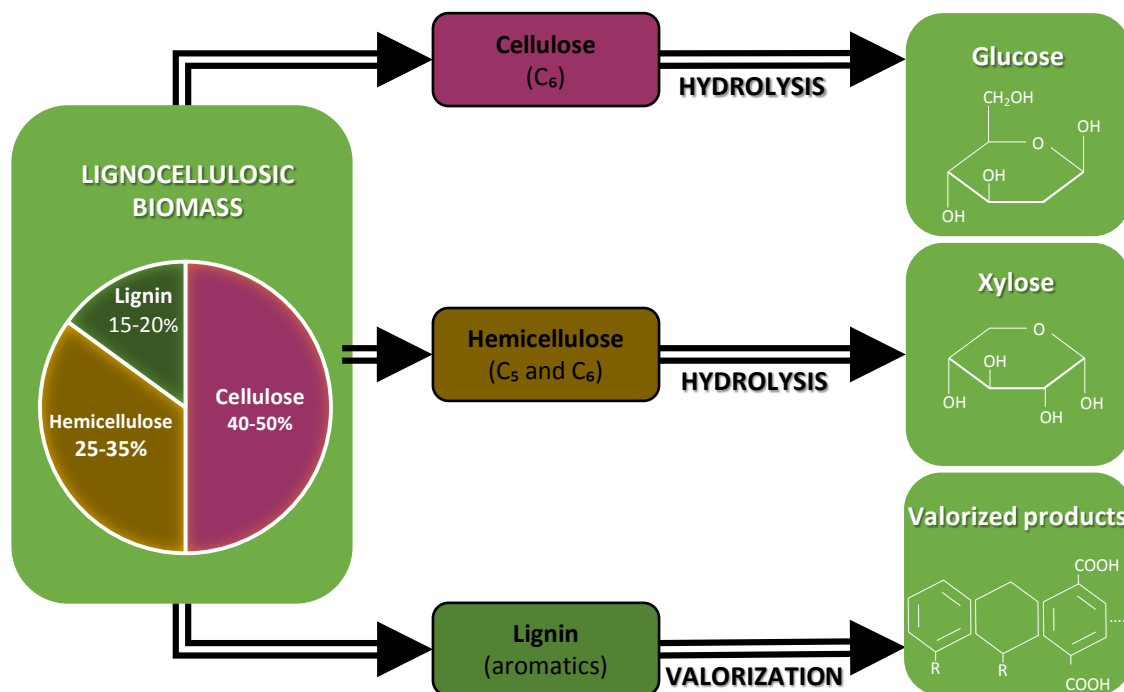 LIGNOCELLULOSIC
BIOMASS
Lignin
15-20%
Hemicellulose
25-35%
Cellulose
40-50%
Cellulose
(C₆)
HYDROLYSIS
Glucose
CH₂OH
O
OH
OH
OH
Hemicellulose
(C₅ and C₆)
HYDROLYSIS
Xylose
O
OH
OH
OH
OH
Lignin
(aromatics)
VALORIZATION
Valorized products
COOH
R
R
COOH